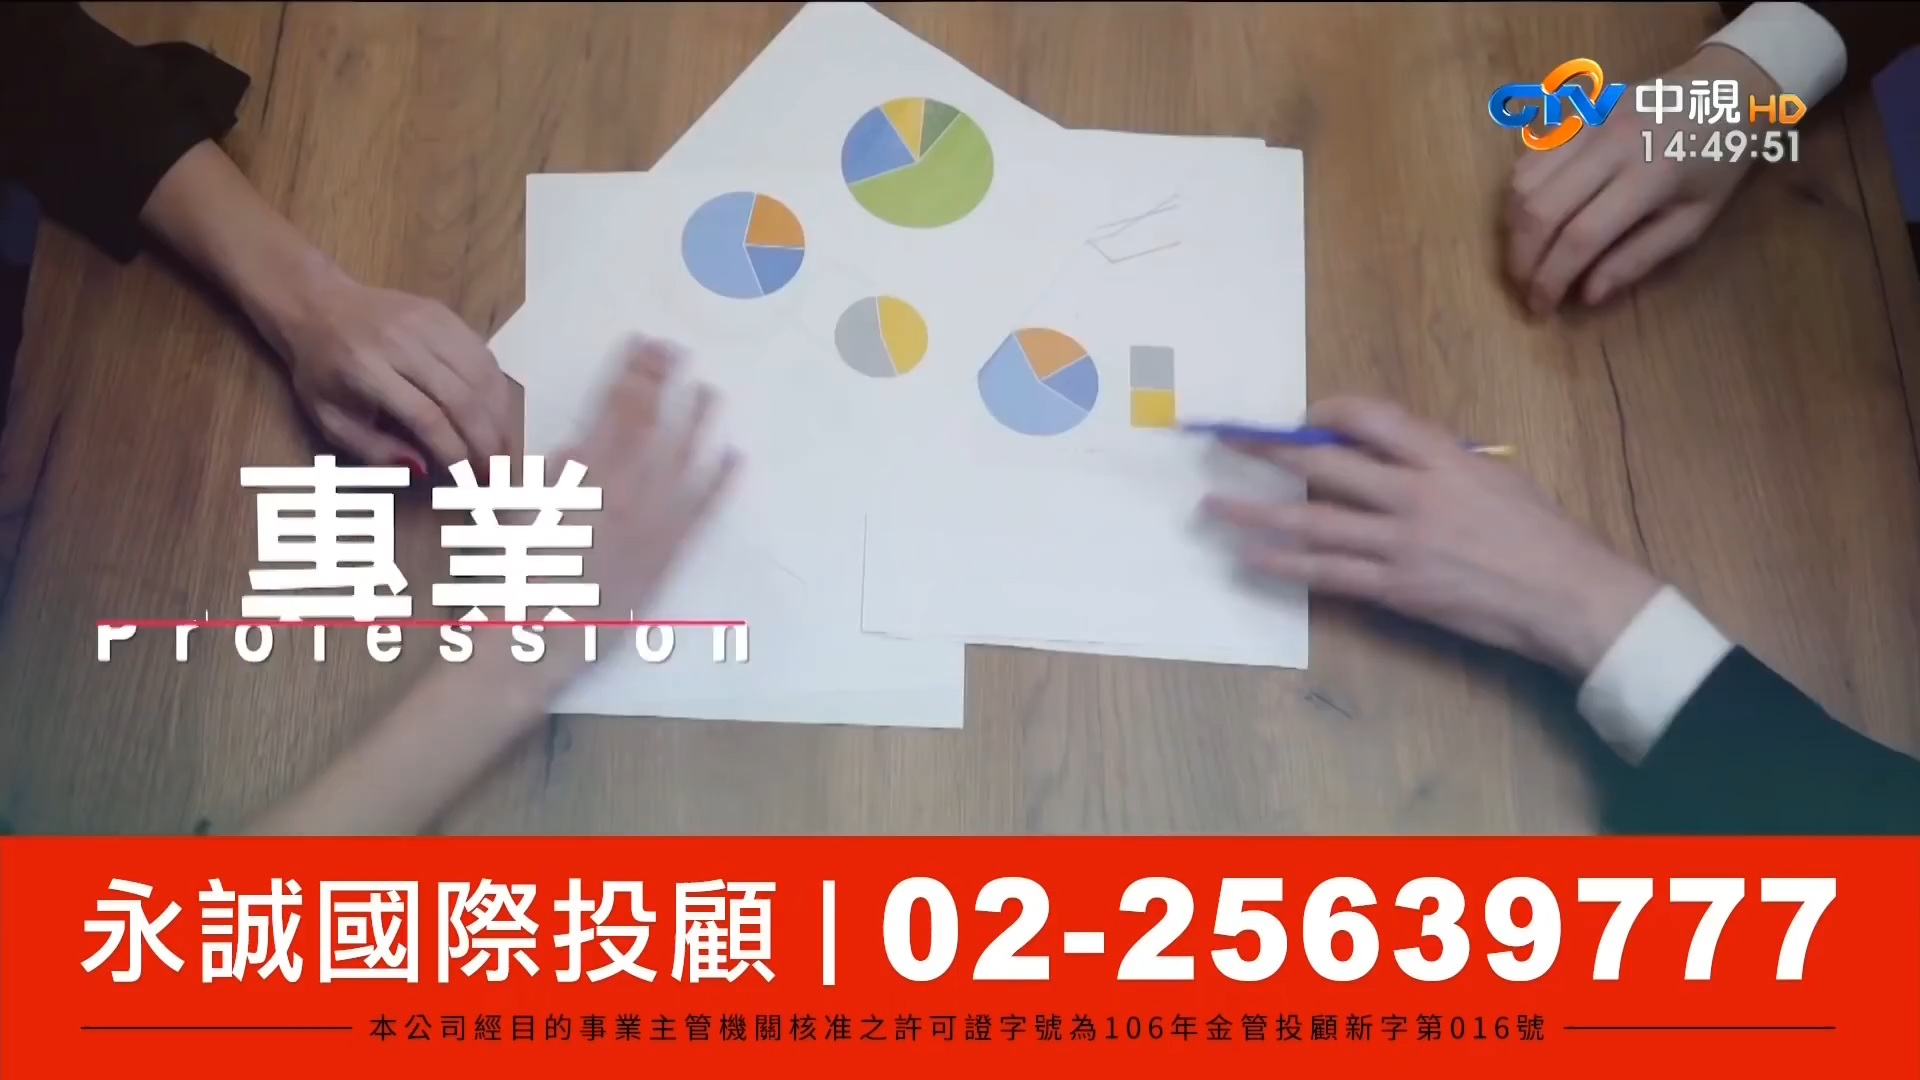 CTV 中視 HD
14:49:51
專業
Profession
永誠國際投顧 | 02-25639777
本公司經目的事業主管機關核准之許可證字號為106年金管投顧新字第016號